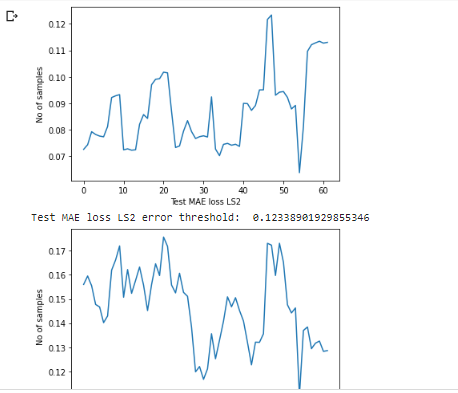 0.12
0.11
0.10
0.09
0.08
0.07
No of samples
0 10 20 30 40 50 60
Test MAE loss LS2
Test MAE loss LS2 error threshold: 0.12338901929855346
0.17
0.16
0.15
0.14
0.13
0.12
No of samples